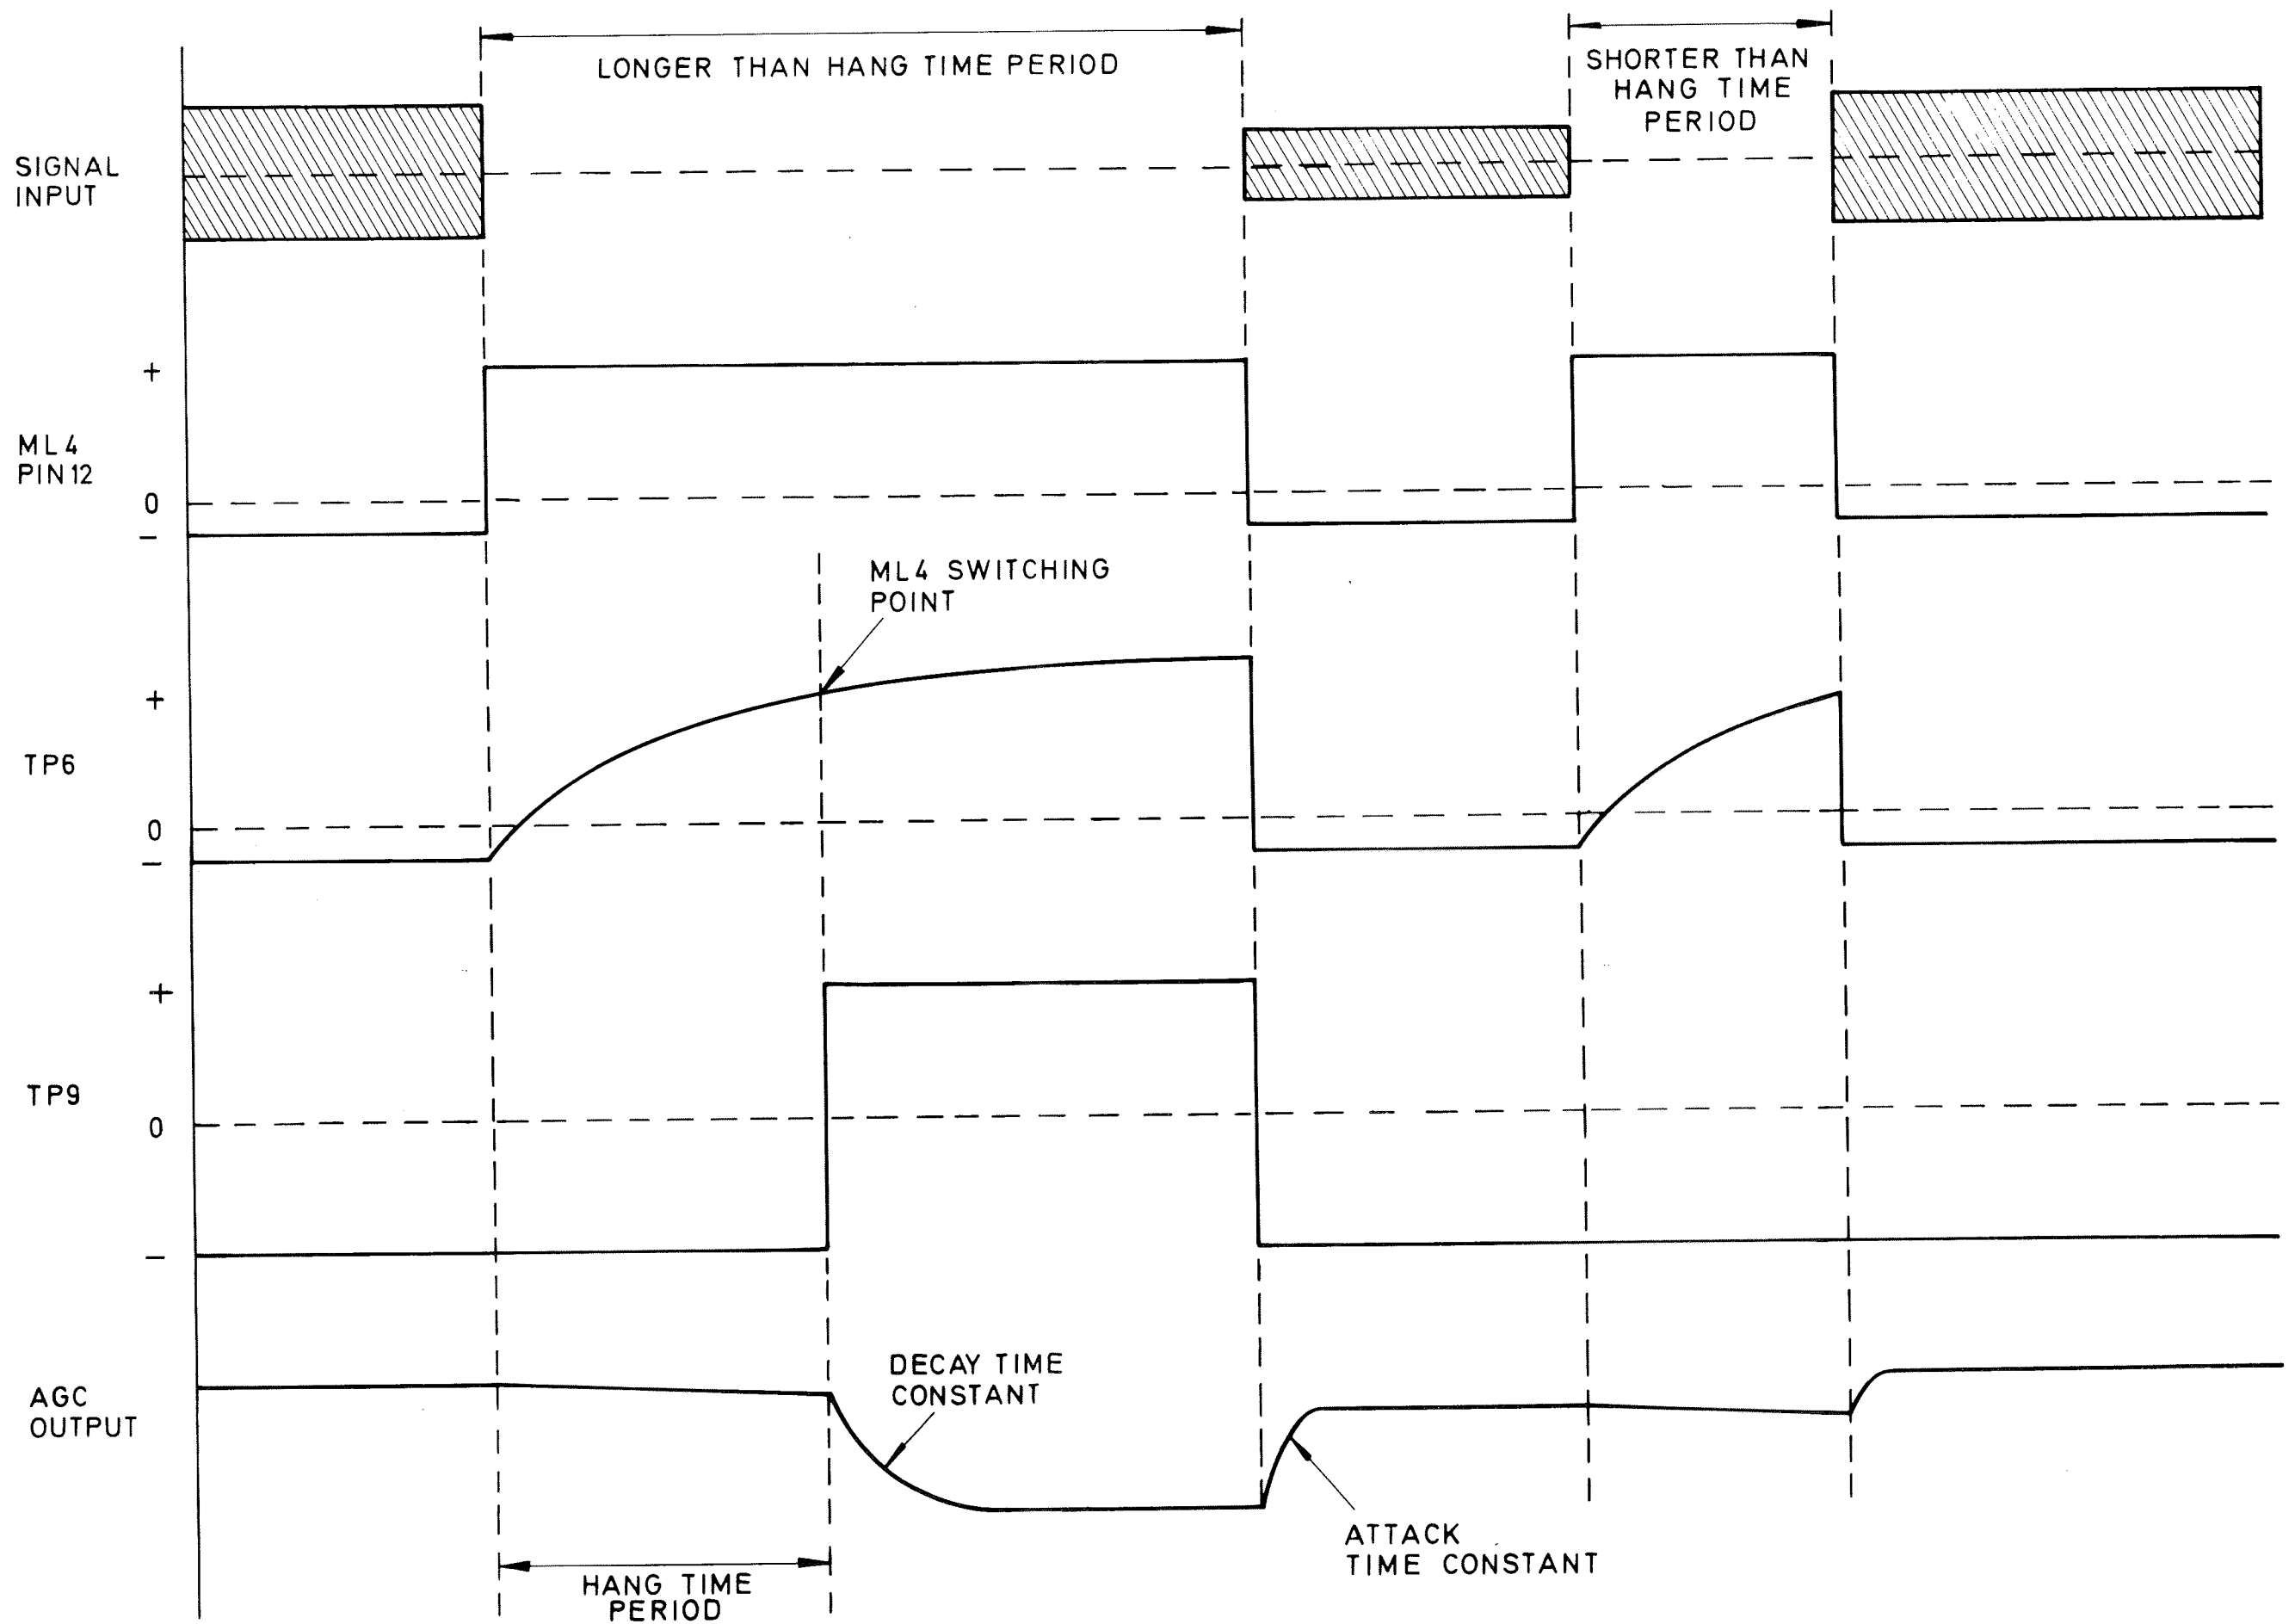 LONGER THAN HANG TIME PERIOD
SHORTER THAN
HANG TIME
PERIOD
SIGNAL
INPUT
+
ML4
PIN12
0
−
ML4 SWITCHING
POINT
+
TP6
0
−
+
TP9
0
−
DECAY TIME
CONSTANT
AGC
OUTPUT
ATTACK
TIME CONSTANT
HANG TIME
PERIOD